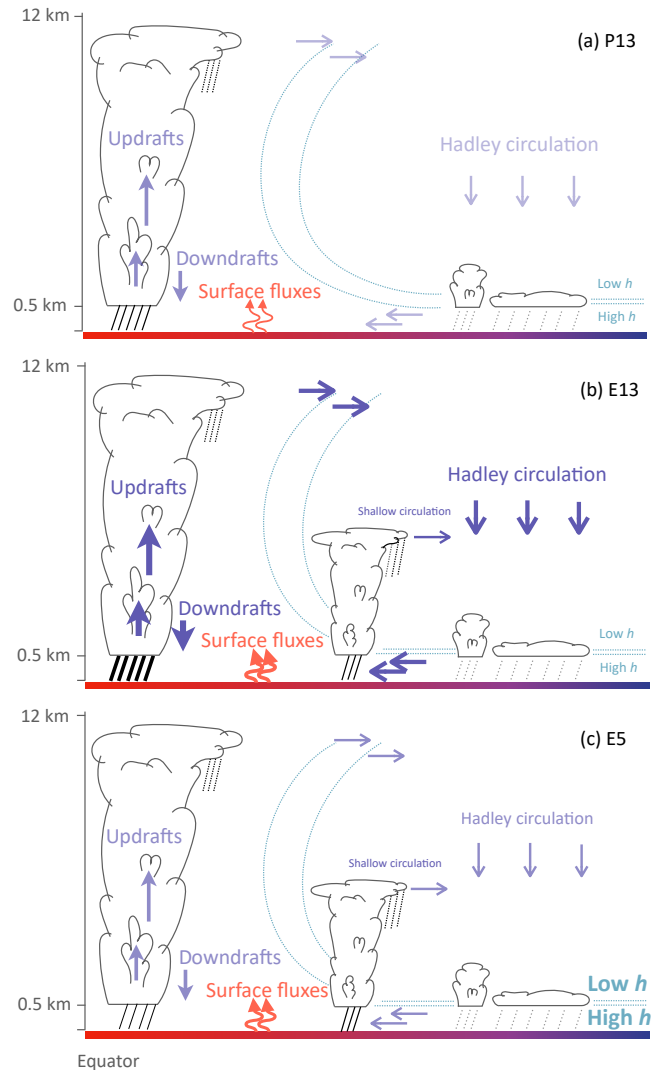 12 km
(a) P13
Updrafts
Hadley circulation
Downdrafts
Surface fluxes
Low h
0.5 km
High h
12 km
(b) E13
Hadley circulation
Updrafts
Shallow circulation
Downdrafts
Surface fluxes
Low h
0.5 km
High h
12 km
(c) E5
Hadley circulation
Updrafts
Shallow circulation
Downdrafts
Surface fluxes
Low h
0.5 km
High h
Equator